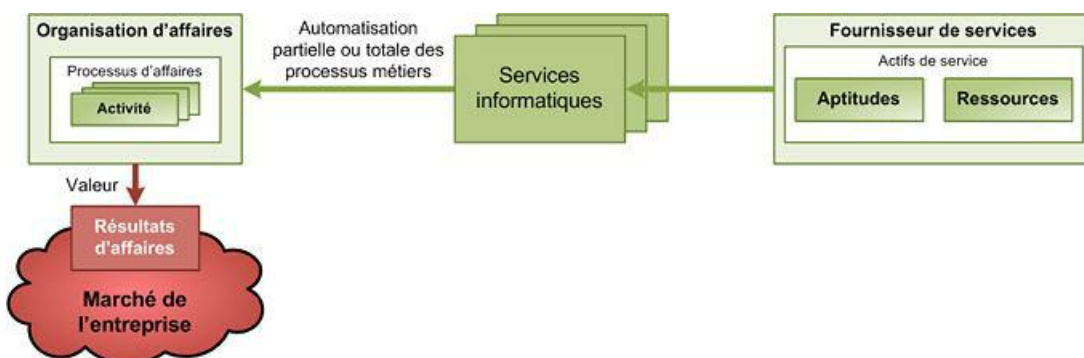 Organisation d'affaires
Processus d'affaires
Activité
Automatisation
partielle ou totale des
processus métiers
Services
informatiques
Fournisseur de services
Actifs de service
Aptitudes
Ressources
Valeur
Résultats
d'affaires
Marché de
l'entreprise